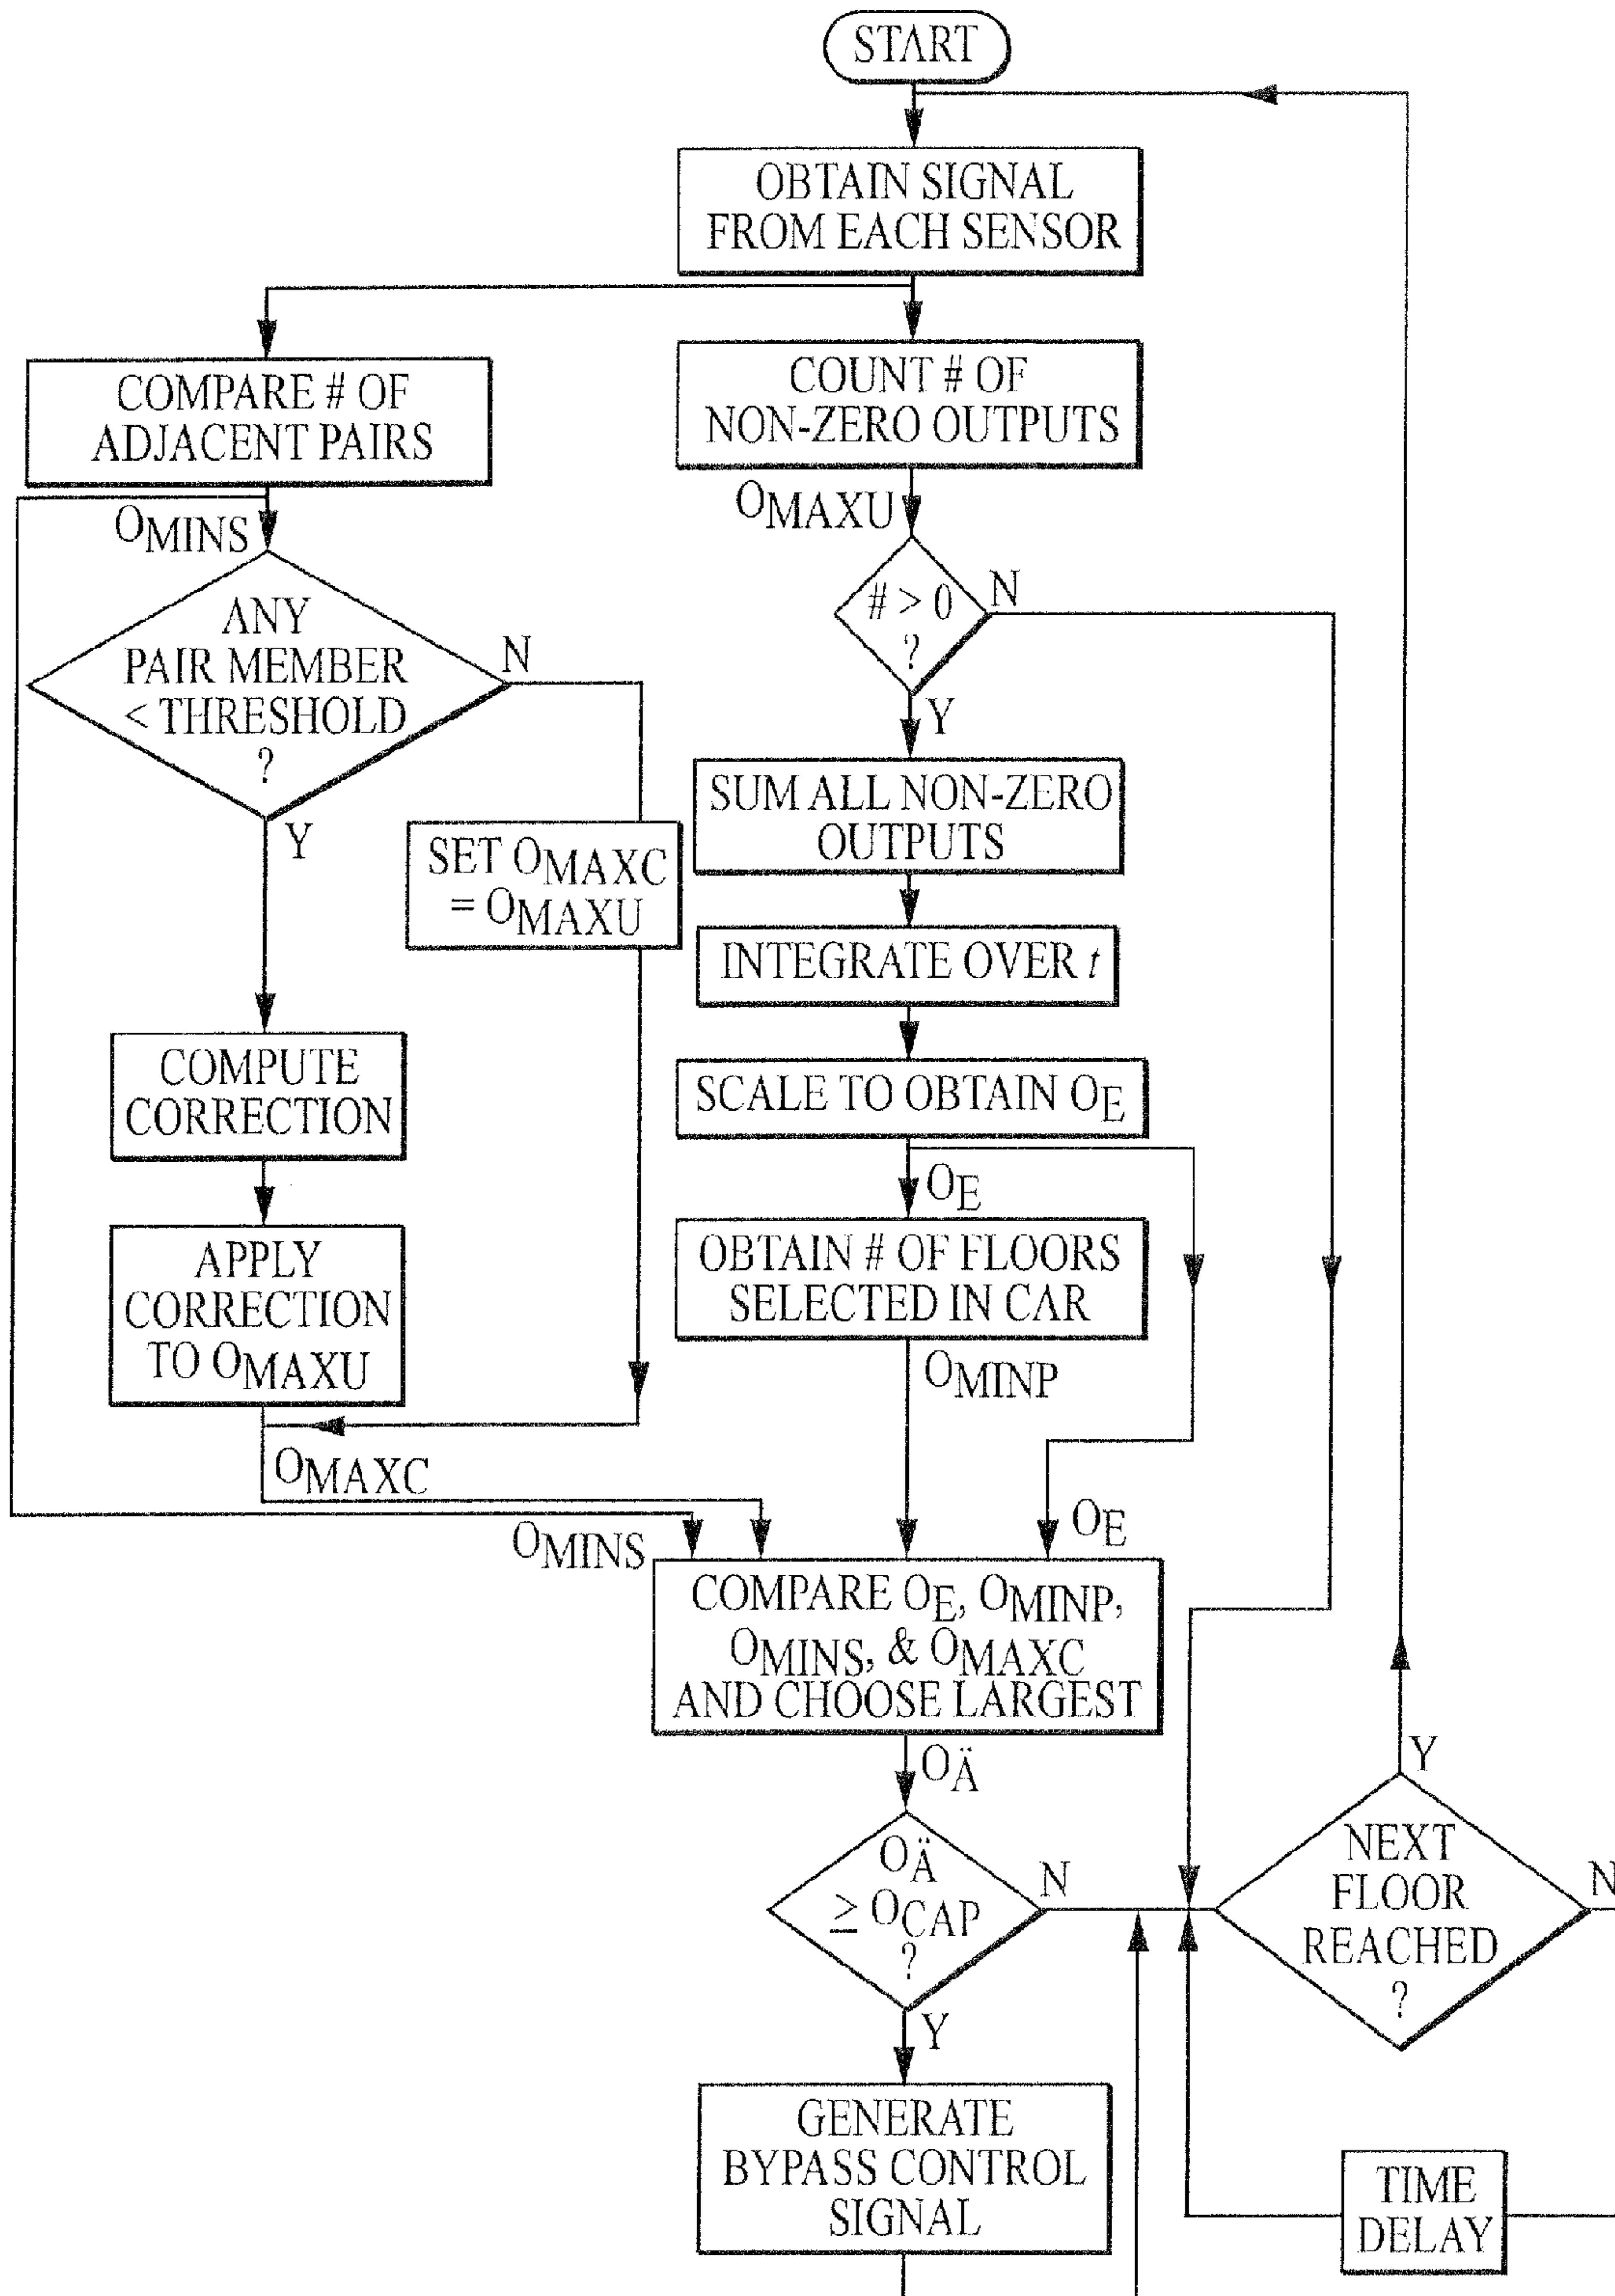 START
OBTAIN SIGNAL
FROM EACH SENSOR
COMPARE # OF
ADJACENT PAIRS
COUNT # OF
NON-ZERO OUTPUTS
OMINS
OMAXU
ANY
PAIR MEMBER
< THRESHOLD
?
N
Y
# > 0
?
N
Y
SET OMAXC
= OMAXU
SUM ALL NON-ZERO
OUTPUTS
INTEGRATE OVER t
COMPUTE
CORRECTION
SCALE TO OBTAIN OE
OE
APPLY
CORRECTION
TO OMAXU
OBTAIN # OF FLOORS
SELECTED IN CAR
OMINP
OMAXC
OMINS
OE
COMPARE OE, OMINP,
OMINS, & OMAXC
AND CHOOSE LARGEST
OÄ
OÄ
≥ OCAP
?
N
Y
NEXT
FLOOR
REACHED
?
Y
N
GENERATE
BYPASS CONTROL
SIGNAL
TIME
DELAY